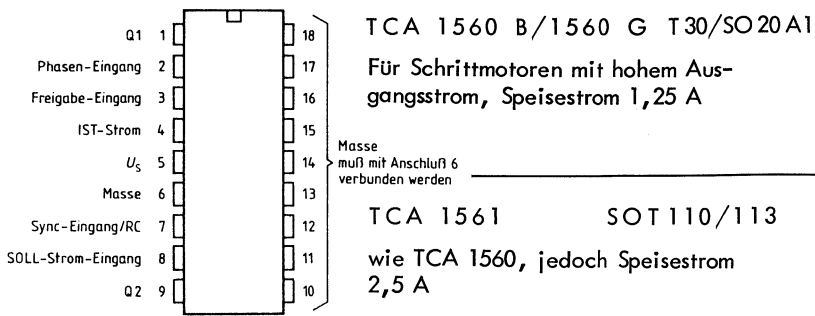 Q1 1
Phasen-Eingang 2
Freigabe-Eingang 3
IST-Strom 4
US 5
Masse 6
Sync-Eingang/RC 7
SOLL-Strom-Eingang 8
Q2 9
18
17
16
15
14
13
12
11
10
Masse
muß mit Anschluß 6
verbunden werden
TCA 1560 B/1560 G T30/SO20A1
Für Schrittmotoren mit hohem Aus-
gangsstrom, Speisestrom 1,25 A
TCA 1561 SOT110/113
wie TCA 1560, jedoch Speisestrom
2,5 A